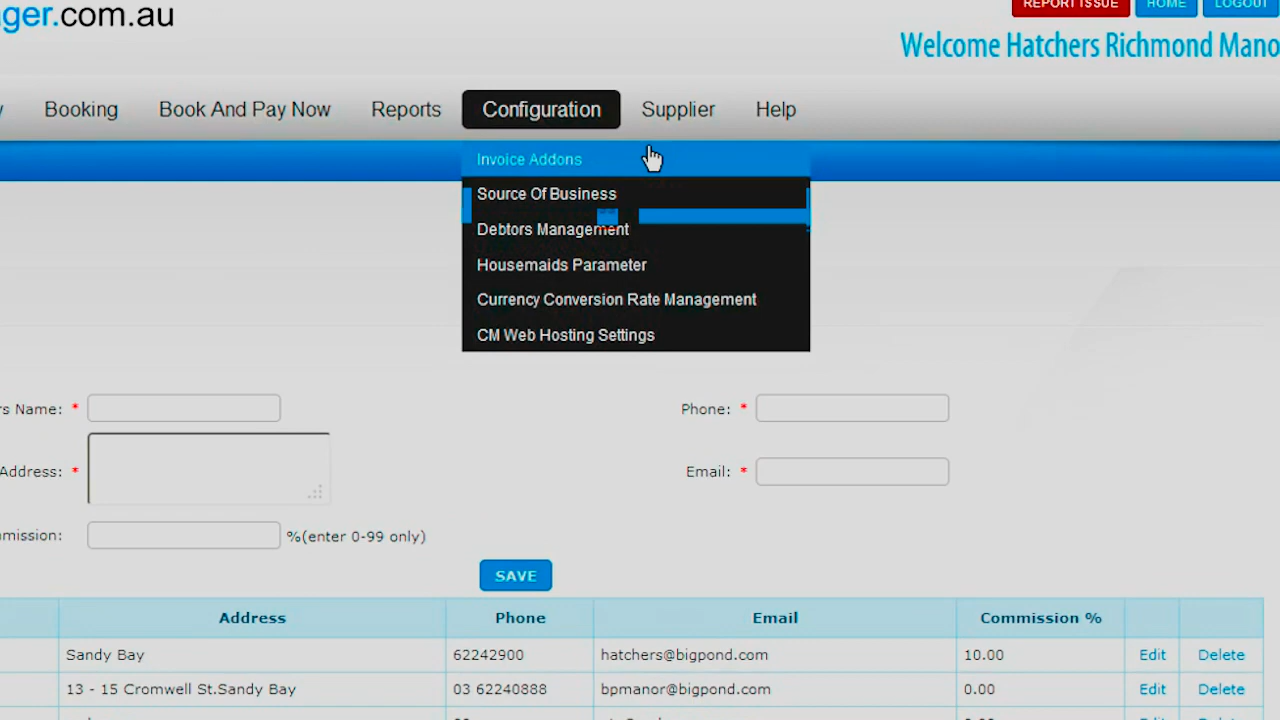 ger.com.au
REPORT ISSUE HOME LOGOUT
Welcome Hatchers Richmond Mano
y Booking Book And Pay Now Reports Configuration Supplier Help
Invoice Addons
Source Of Business
Debtors Management
Housemaids Parameter
Currency Conversion Rate Management
CM Web Hosting Settings
rs Name: * Phone: *
Address: * Email: *
mission: %(enter 0-99 only)
SAVE
Address Phone Email Commission %
Sandy Bay 62242900 hatchers@bigpond.com 10.00 Edit Delete
13 - 15 Cromwell St.Sandy Bay 03 62240888 bpmanor@bigpond.com 0.00 Edit Delete